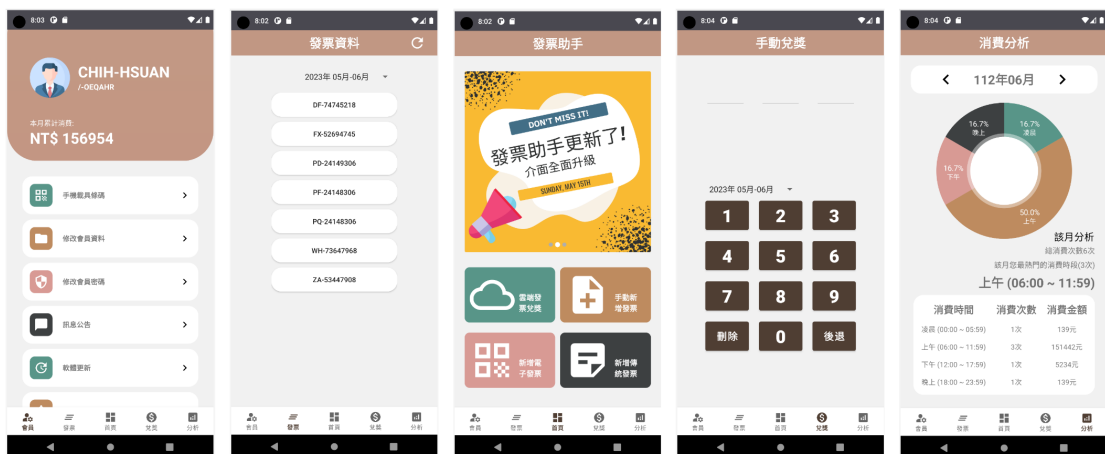 8:03
CHIH-HSUAN
/-OEQAHR
本月累計消費:
NT$ 156954
手機載具條碼
修改會員資料
修改會員密碼
訊息公告
軟體更新
會員 發票 首頁 兌獎 分析
8:02
發票資料
2023年 05月-06月
DF-74745218
FX-52694745
PD-24149306
PF-24148306
PQ-24148306
WH-73647968
ZA-53447908
會員 發票 首頁 兌獎 分析
8:02
發票助手
DON'T MISS IT!
發票助手更新了!
介面全面升級
SUNDAY, MAY 15TH
雲端發
票兌獎
手動新
增發票
新增電
子發票
新增傳
統發票
會員 發票 首頁 兌獎 分析
8:04
手動兌獎
2023年 05月-06月
1 2 3
4 5 6
7 8 9
刪除 0 後退
會員 發票 首頁 兌獎 分析
8:04
消費分析
112年06月
16.7%
晚上
16.7%
凌晨
16.7%
下午
50.0%
上午
該月分析
總消費次數6次
該月您最熱門的消費時段(3次)
上午 (06:00 ~ 11:59)
消費時間 消費次數 消費金額
凌晨 (00:00 ~ 05:59) 1次 139元
上午 (06:00 ~ 11:59) 3次 151442元
下午 (12:00 ~ 17:59) 1次 5234元
晚上 (18:00 ~ 23:59) 1次 139元
會員 發票 首頁 兌獎 分析